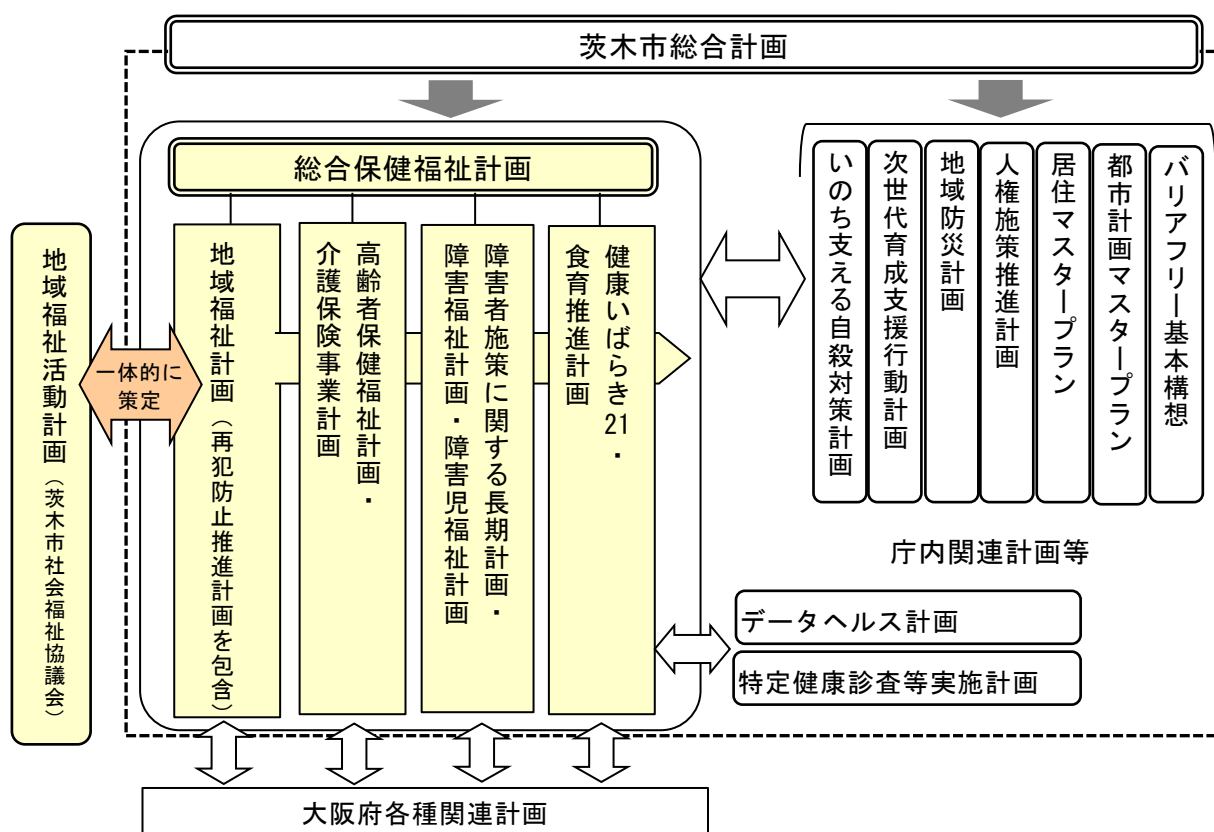 茨木市総合計画
総合保健福祉計画
地域福祉活動計画（茨木市社会福祉協議会）
一体的に
策定
地域福祉計画（再犯防止推進計画を包含）
高齢者保健福祉計画・
介護保険事業計画
障害者施策に関する長期計画・
障害福祉計画・障害児福祉計画
健康いばらき21・
食育推進計画
いのち支える自殺対策計画
次世代育成支援行動計画
地域防災計画
人権施策推進計画
居住マスタープラン
都市計画マスタープラン
バリアフリー基本構想
庁内関連計画等
データヘルス計画
特定健康診査等実施計画
大阪府各種関連計画